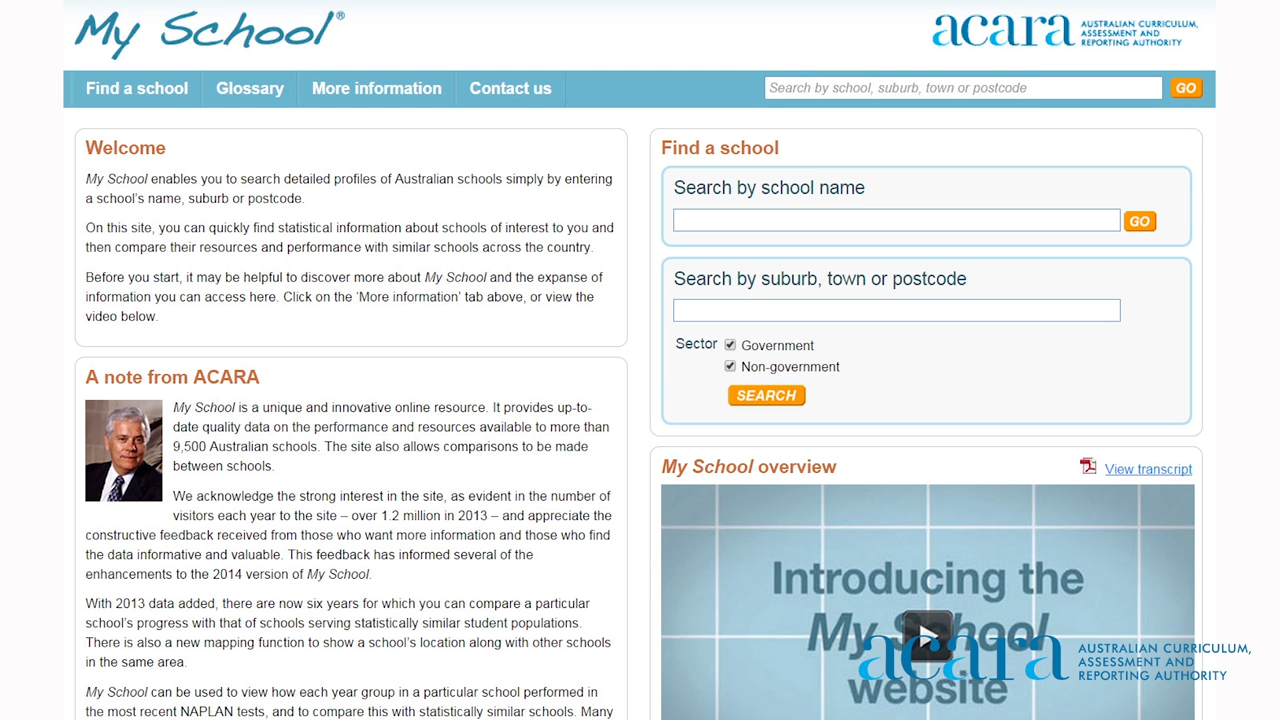 My School®
acara AUSTRALIAN CURRICULUM,
ASSESSMENT AND
REPORTING AUTHORITY
Find a school Glossary More information Contact us Search by school, suburb, town or postcode GO
Welcome
My School enables you to search detailed profiles of Australian schools simply by entering
a school's name, suburb or postcode.
On this site, you can quickly find statistical information about schools of interest to you and
then compare their resources and performance with similar schools across the country.
Before you start, it may be helpful to discover more about My School and the expanse of
information you can access here. Click on the 'More information' tab above, or view the
video below.
A note from ACARA
My School is a unique and innovative online resource. It provides up-to-
date quality data on the performance and resources available to more than
9,500 Australian schools. The site also allows comparisons to be made
between schools.
We acknowledge the strong interest in the site, as evident in the number of
visitors each year to the site – over 1.2 million in 2013 – and appreciate the
constructive feedback received from those who want more information and those who find
the data informative and valuable. This feedback has informed several of the
enhancements to the 2014 version of My School.
With 2013 data added, there are now six years for which you can compare a particular
school's progress with that of schools serving statistically similar student populations.
There is also a new mapping function to show a school's location along with other schools
in the same area.
My School can be used to view how each year group in a particular school performed in
the most recent NAPLAN tests, and to compare this with statistically similar schools. Many
Find a school
Search by school name
GO
Search by suburb, town or postcode
Sector Government
Non-government
SEARCH
My School overview View transcript
Introducing the
My School
website
acara AUSTRALIAN CURRICULUM,
ASSESSMENT AND
REPORTING AUTHORITY